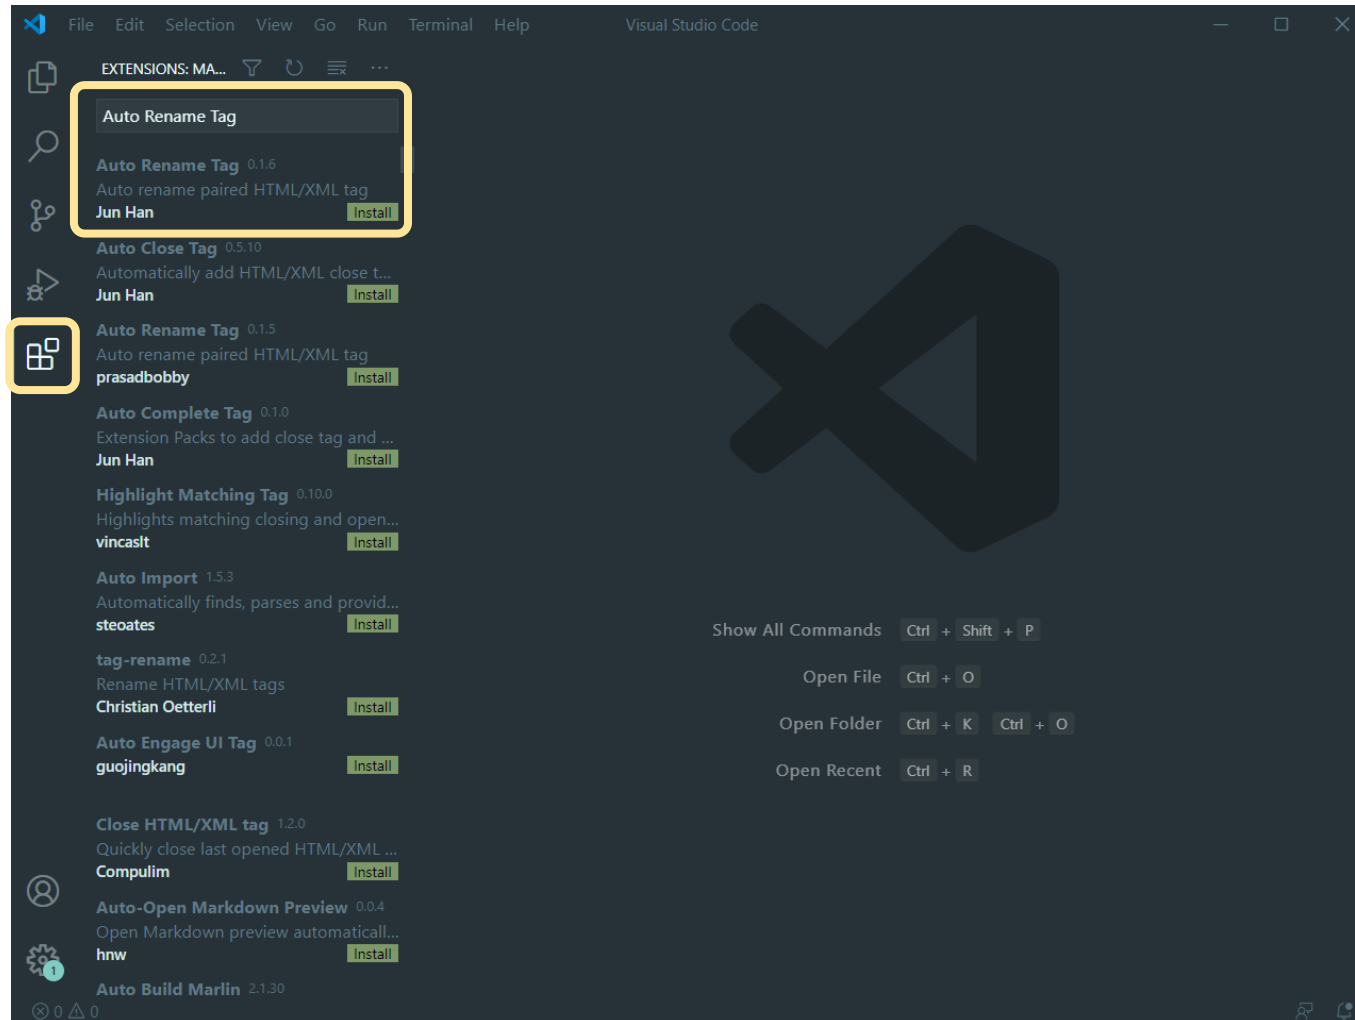 File Edit Selection View Go Run Terminal Help Visual Studio Code
EXTENSIONS: MA...
Auto Rename Tag
Auto Rename Tag 0.1.6
Auto rename paired HTML/XML tag
Jun Han Install
Auto Close Tag 0.5.10
Automatically add HTML/XML close t...
Jun Han Install
Auto Rename Tag 0.1.5
Auto rename paired HTML/XML tag
prasadbobby Install
Auto Complete Tag 0.1.0
Extension Packs to add close tag and ...
Jun Han Install
Highlight Matching Tag 0.10.0
Highlights matching closing and open...
vincaslt Install
Auto Import 1.5.3
Automatically finds, parses and provid...
steoates Install
tag-rename 0.2.1
Rename HTML/XML tags
Christian Oetterli Install
Auto Engage UI Tag 0.0.1
guojingkang Install
Close HTML/XML tag 1.2.0
Quickly close last opened HTML/XML ...
Compulim Install
Auto-Open Markdown Preview 0.0.4
Open Markdown preview automaticall...
hnw Install
Auto Build Marlin 2.1.30
Show All Commands Ctrl + Shift + P
Open File Ctrl + O
Open Folder Ctrl + K Ctrl + O
Open Recent Ctrl + R
1
0 0